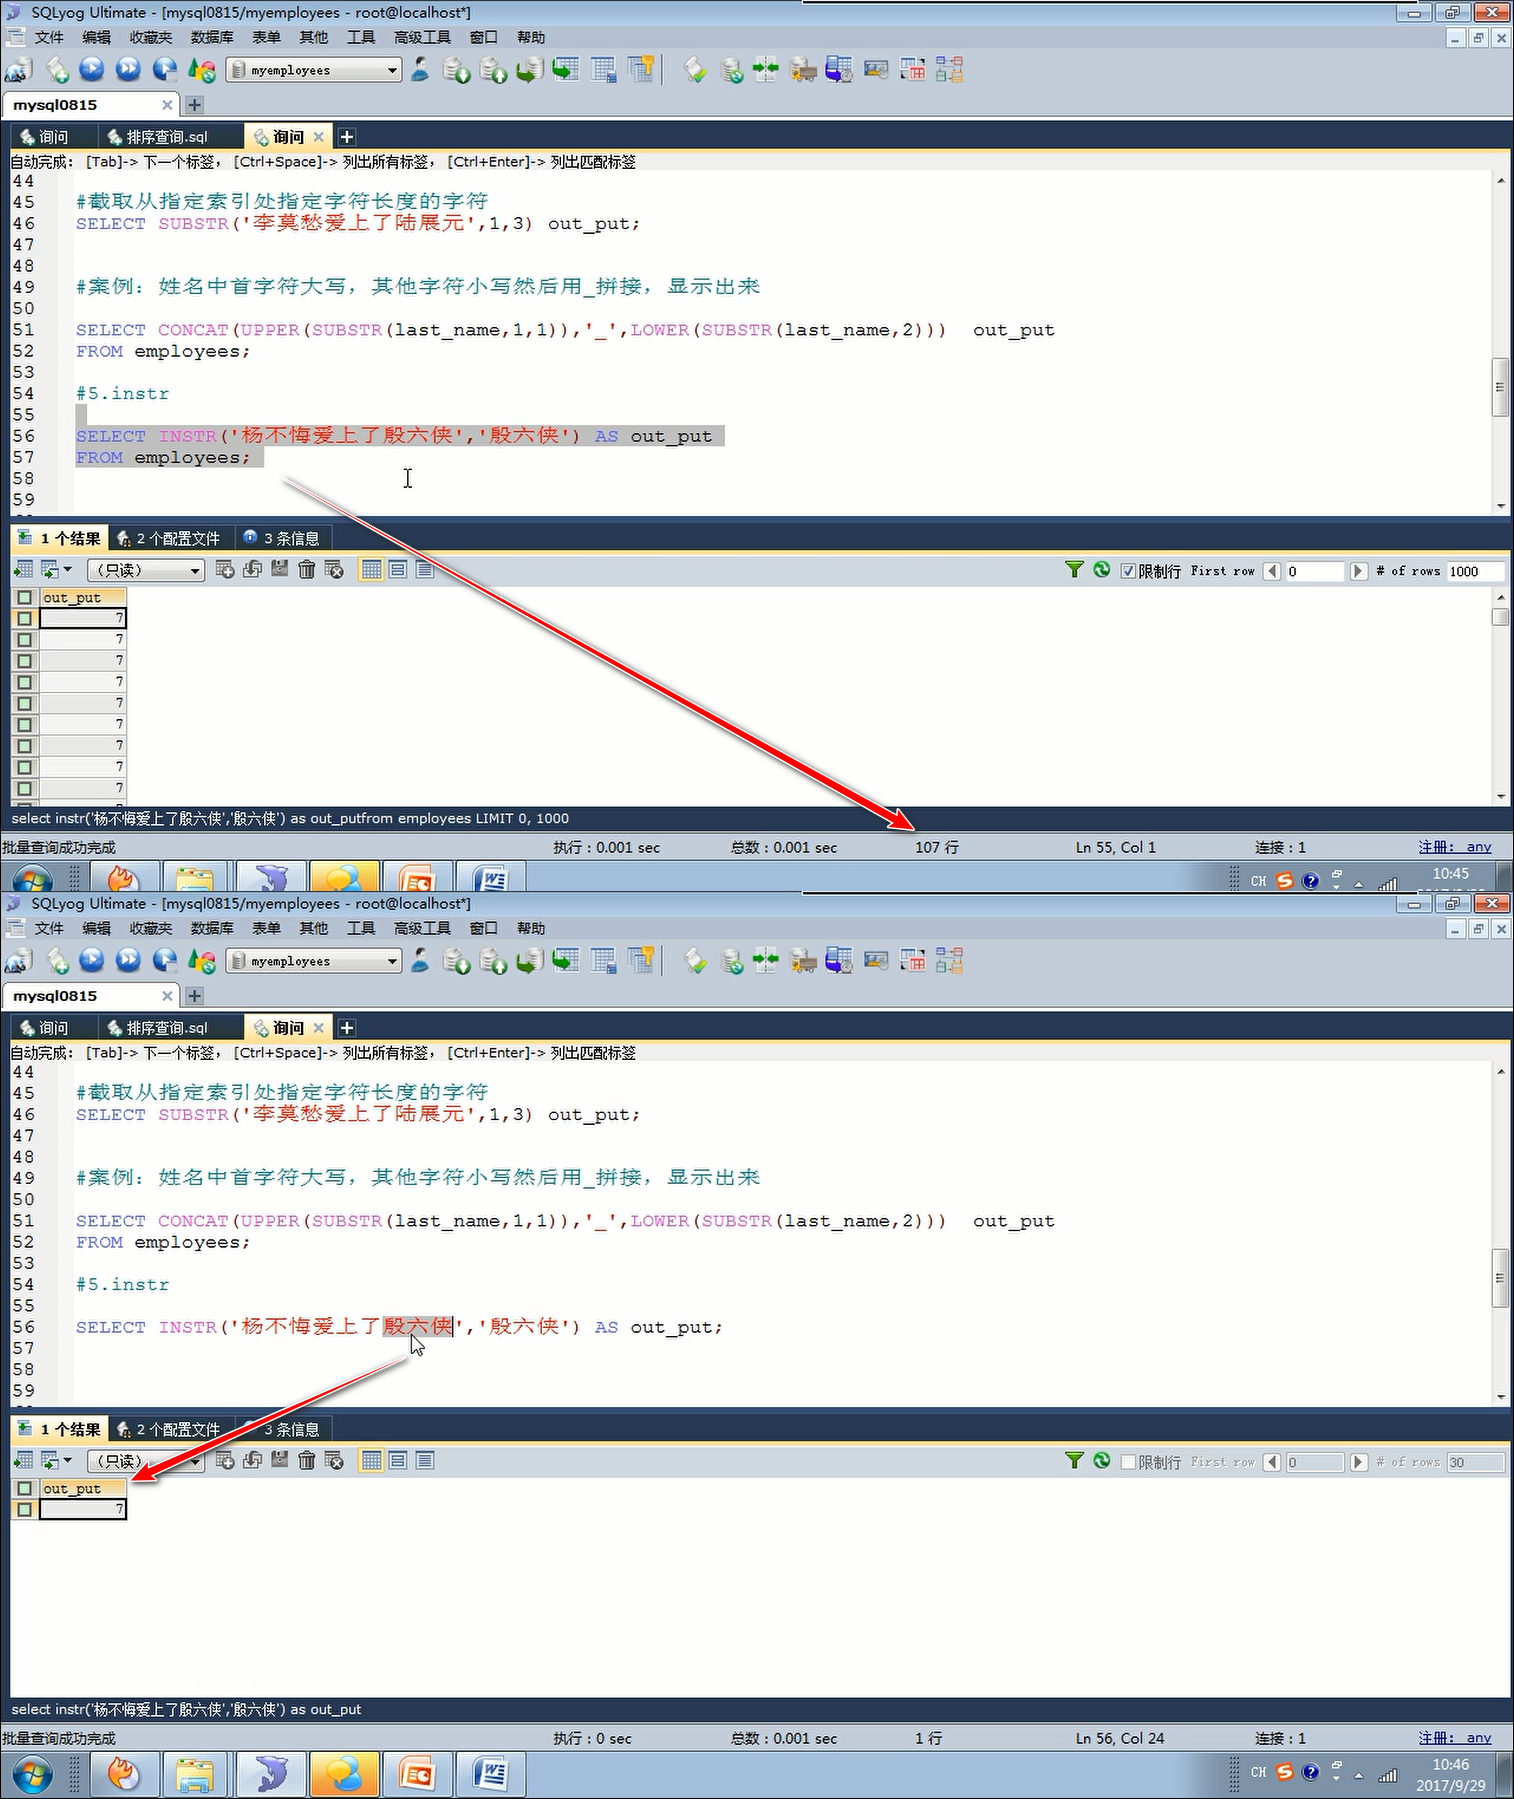 SQLyog Ultimate - [mysql0815/myemployees - root@localhost*]
文件 编辑 收藏夹 数据库 表单 其他 工具 高级工具 窗口 帮助
myemployees
mysql0815
询问 排序查询.sql 询问
自动完成: [Tab]-> 下一个标签, [Ctrl+Space]-> 列出所有标签, [Ctrl+Enter]-> 列出匹配标签
44
45 #截取从指定索引处指定字符长度的字符
46 SELECT SUBSTR('李莫愁爱上了陆展元',1,3) out_put;
47
48
49 #案例：姓名中首字符大写，其他字符小写然后用_拼接，显示出来
50
51 SELECT CONCAT(UPPER(SUBSTR(last_name,1,1)),'_',LOWER(SUBSTR(last_name,2))) out_put
52 FROM employees;
53
54 #5.instr
55
56 SELECT INSTR('杨不悔爱上了殷六侠','殷六侠') AS out_put
57 FROM employees;
58
59
1 个结果 2 个配置文件 3 条信息
(只读) 限制行 First row 0 # of rows 1000
out_put
7
7
7
7
7
7
7
7
7
select instr('杨不悔爱上了殷六侠','殷六侠') as out_putfrom employees LIMIT 0, 1000
批量查询成功完成 执行：0.001 sec 总数：0.001 sec 107 行 Ln 55, Col 1 连接：1 注册: any
CH 10:45
SQLyog Ultimate - [mysql0815/myemployees - root@localhost*]
文件 编辑 收藏夹 数据库 表单 其他 工具 高级工具 窗口 帮助
myemployees
mysql0815
询问 排序查询.sql 询问
自动完成: [Tab]-> 下一个标签, [Ctrl+Space]-> 列出所有标签, [Ctrl+Enter]-> 列出匹配标签
44
45 #截取从指定索引处指定字符长度的字符
46 SELECT SUBSTR('李莫愁爱上了陆展元',1,3) out_put;
47
48
49 #案例：姓名中首字符大写，其他字符小写然后用_拼接，显示出来
50
51 SELECT CONCAT(UPPER(SUBSTR(last_name,1,1)),'_',LOWER(SUBSTR(last_name,2))) out_put
52 FROM employees;
53
54 #5.instr
55
56 SELECT INSTR('杨不悔爱上了殷六侠','殷六侠') AS out_put;
57
58
59
1 个结果 2 个配置文件 3 条信息
(只读) 限制行 First row 0 # of rows 30
out_put
7
select instr('杨不悔爱上了殷六侠','殷六侠') as out_put
批量查询成功完成 执行：0 sec 总数：0.001 sec 1 行 Ln 56, Col 24 连接：1 注册: any
CH 10:46
2017/9/29